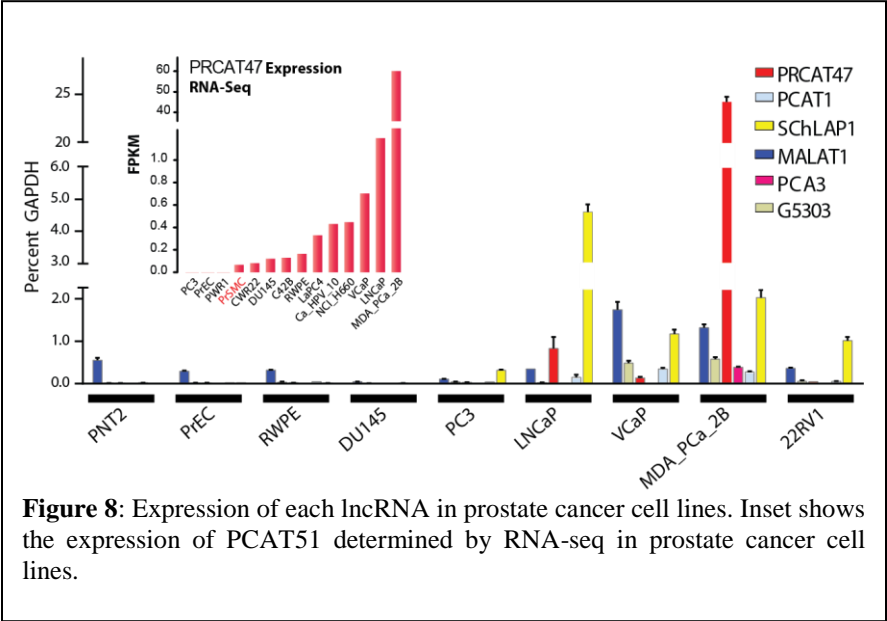 PRCAT47 Expression
RNA-Seq
FPKM
60
50
40
1.0
0.8
0.6
0.4
0.2
0.0
PC3
PrEC
PWR1
PrSMC
CWR22
DU145
C42B
RWPE
LaPC4
Ca_HPV_10
NCI_H660
VCaP
LNCaP
MDA_PCa_2B
PRCAT47
PCAT1
SChLAP1
MALAT1
PCA3
G5303
Percent GAPDH
25
20
6.0
5.0
4.0
3.0
2.0
1.0
0.0
PNT2
PrEC
RWPE
DU145
PC3
LNCaP
VCaP
MDA_PCa_2B
22RV1
Figure 8: Expression of each lncRNA in prostate cancer cell lines. Inset shows
the expression of PCAT51 determined by RNA-seq in prostate cancer cell
lines.